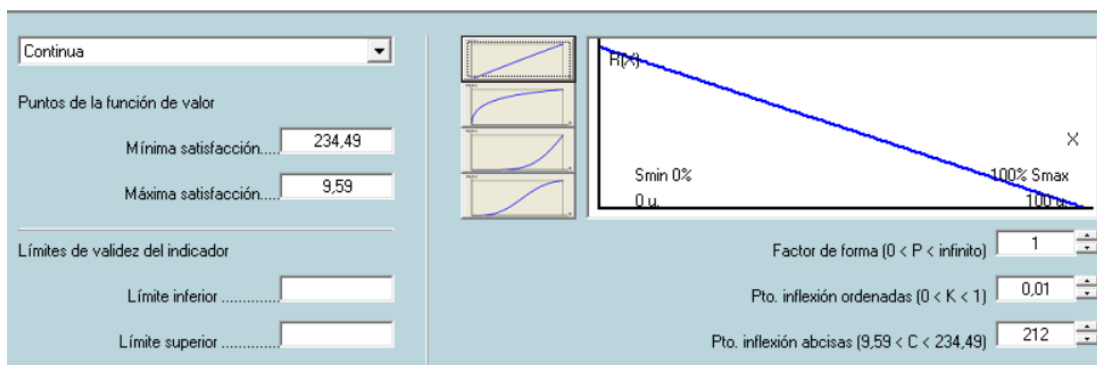 Continua
Puntos de la función de valor
Mínima satisfacción..... 234,49
Máxima satisfacción..... 9,59
Límites de validez del indicador
Límite inferior .............
Límite superior .............
R(X)
X
Smin 0%
100% Smax
0 u.
100 u.
Factor de forma (0 < P < infinito) 1
Pto. inflexión ordenadas (0 < K < 1) 0,01
Pto. inflexión abcisas (9,59 < C < 234,49) 212